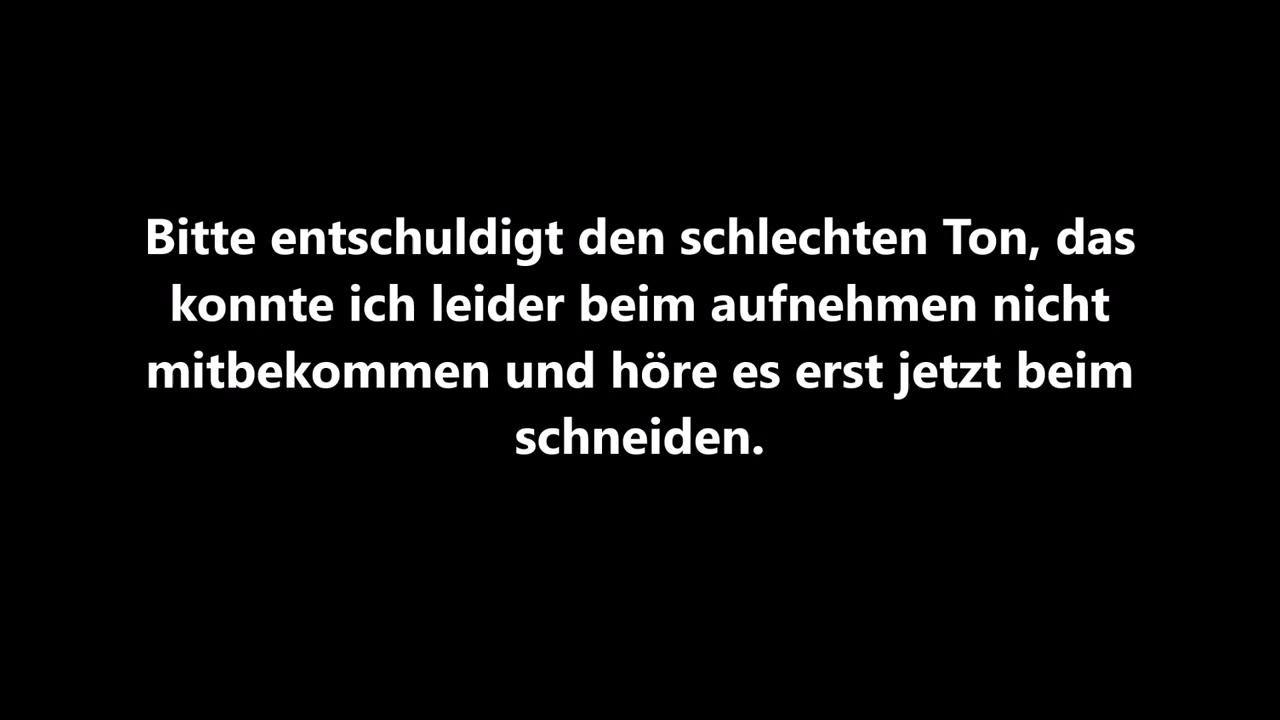 Bitte entschuldigt den schlechten Ton, das
konnte ich leider beim aufnehmen nicht
mitbekommen und höre es erst jetzt beim
schneiden.